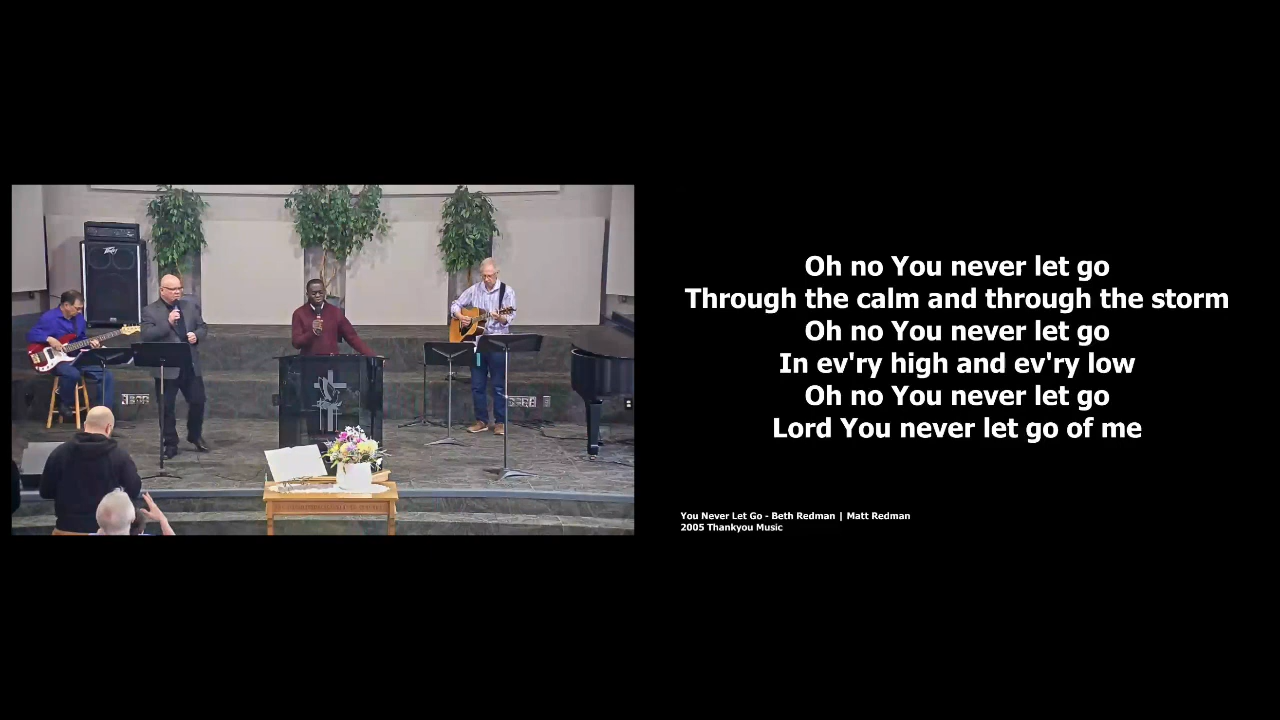 PEAVEY
Oh no You never let go
Through the calm and through the storm
Oh no You never let go
In ev'ry high and ev'ry low
Oh no You never let go
Lord You never let go of me
You Never Let Go - Beth Redman | Matt Redman
2005 Thankyou Music